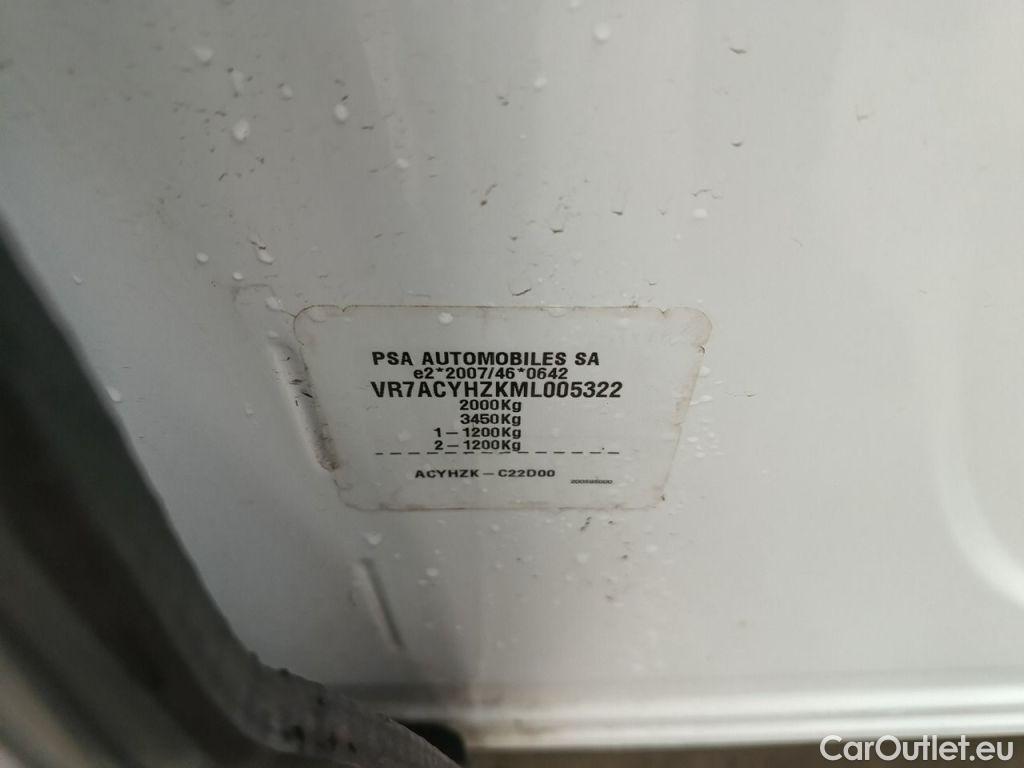 PSA AUTOMOBILES SA
e2*2007/46*0642
VR7ACYHZKML005322
2000Kg
3450Kg
1-1200Kg
2-1200Kg
ACYHZK-C22D00
CarOutlet.eu